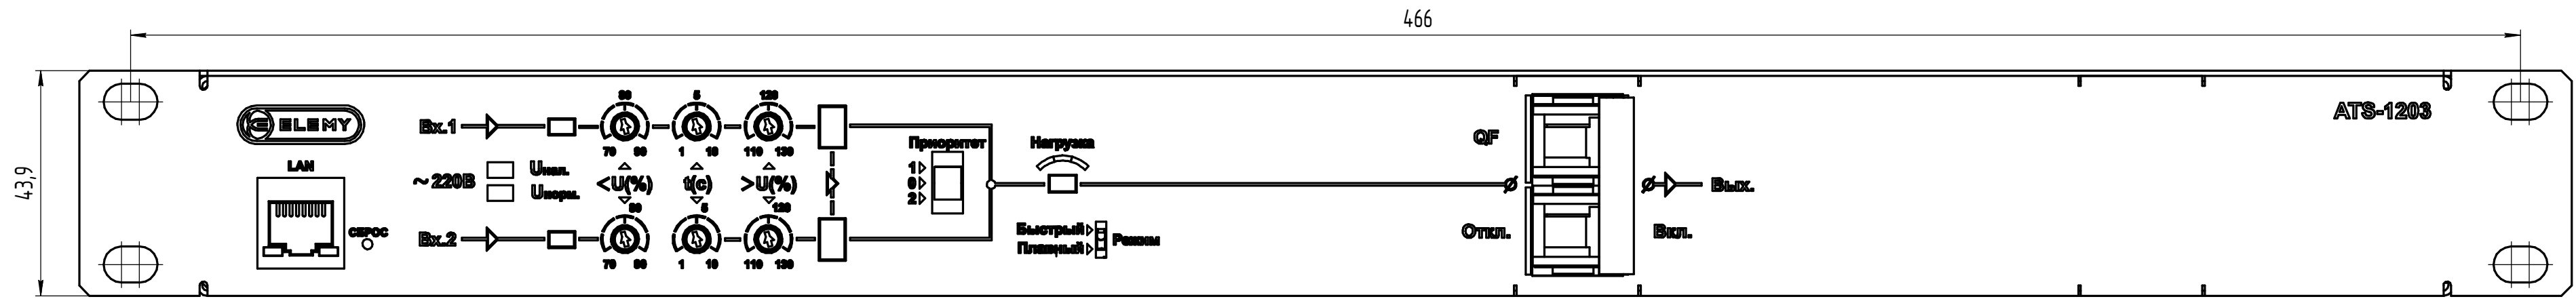 466
43,9
ELEMY
LAN
СБРОС
~220В
Вх.1
80
70 90
5
1 10
120
110 130
Uнал.
Uнорм.
<U(%) t(c) >U(%)
Вх.2
80
70 90
5
1 10
120
110 130
Приоритет
1
0
2
Нагрузка
Быстрый
Плавный
Режим
QF
Откл.
Вкл.
Вых.
ATS-1203